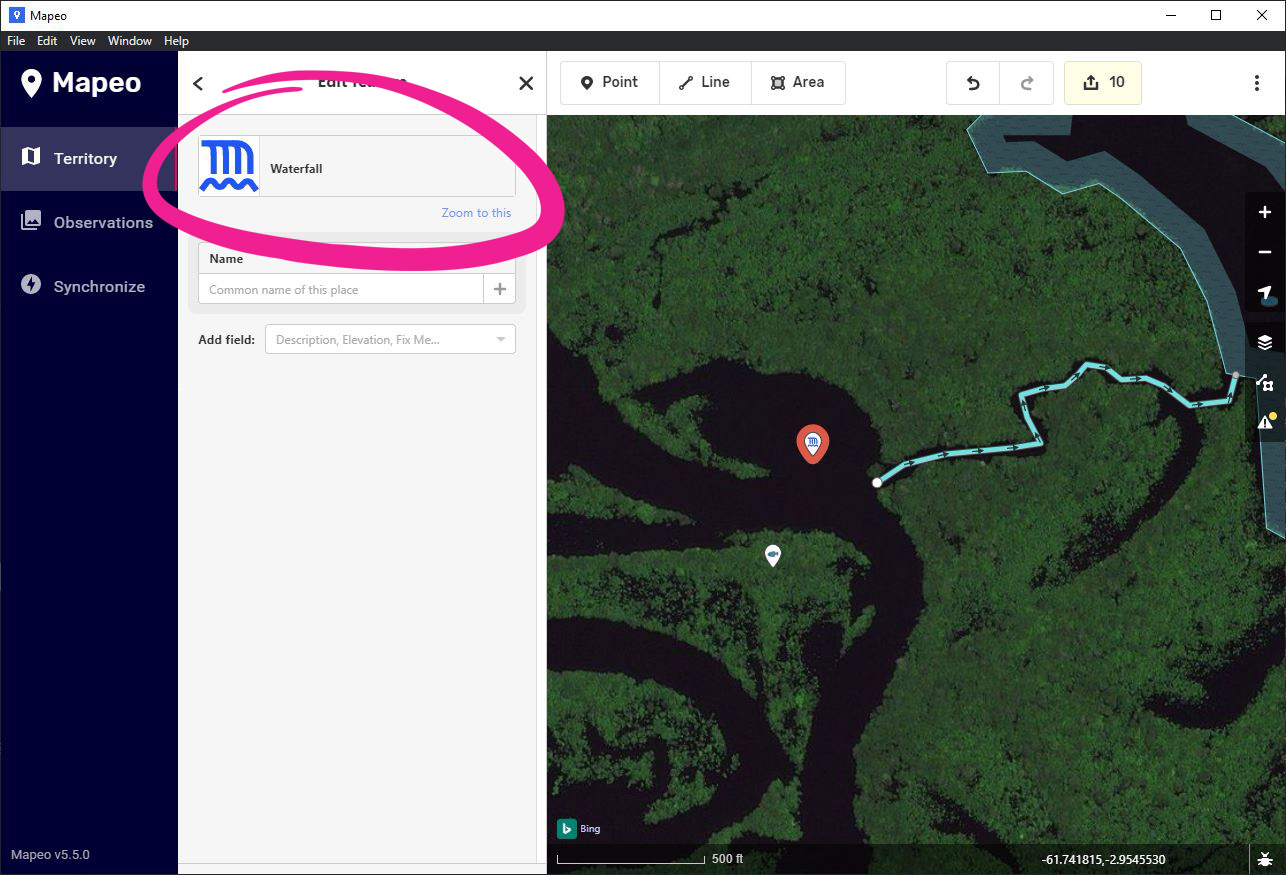 Mapeo
File Edit View Window Help
Mapeo
Territory
Observations
Synchronize
Mapeo v5.5.0
Waterfall
Zoom to this
Name
Common name of this place
Add field:
Description, Elevation, Fix Me...
Point
Line
Area
10
Bing
500 ft
-61.741815,-2.9545530